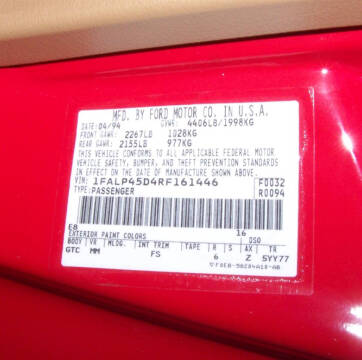 MFD. BY FORD MOTOR CO. IN U.S.A.
DATE: 04/94 GVWR: 4406LB/1998KG
FRONT GAWR: 2267LB 1028KG
REAR GAWR: 2155LB 977KG
THIS VEHICLE CONFORMS TO ALL APPLICABLE FEDERAL MOTOR
VEHICLE SAFETY, BUMPER, AND THEFT PREVENTION STANDARDS
IN EFFECT ON THE DATE OF MANUFACTURE SHOWN ABOVE.
VIN: 1FALP45D4RF161446 F0032
TYPE: PASSENGER R0094
E8 16
EXTERIOR PAINT COLORS DSO
BODY VR MLDG. INT TRIM TAPE R S AX TR
GTC MM FS 6 Z 5YY77